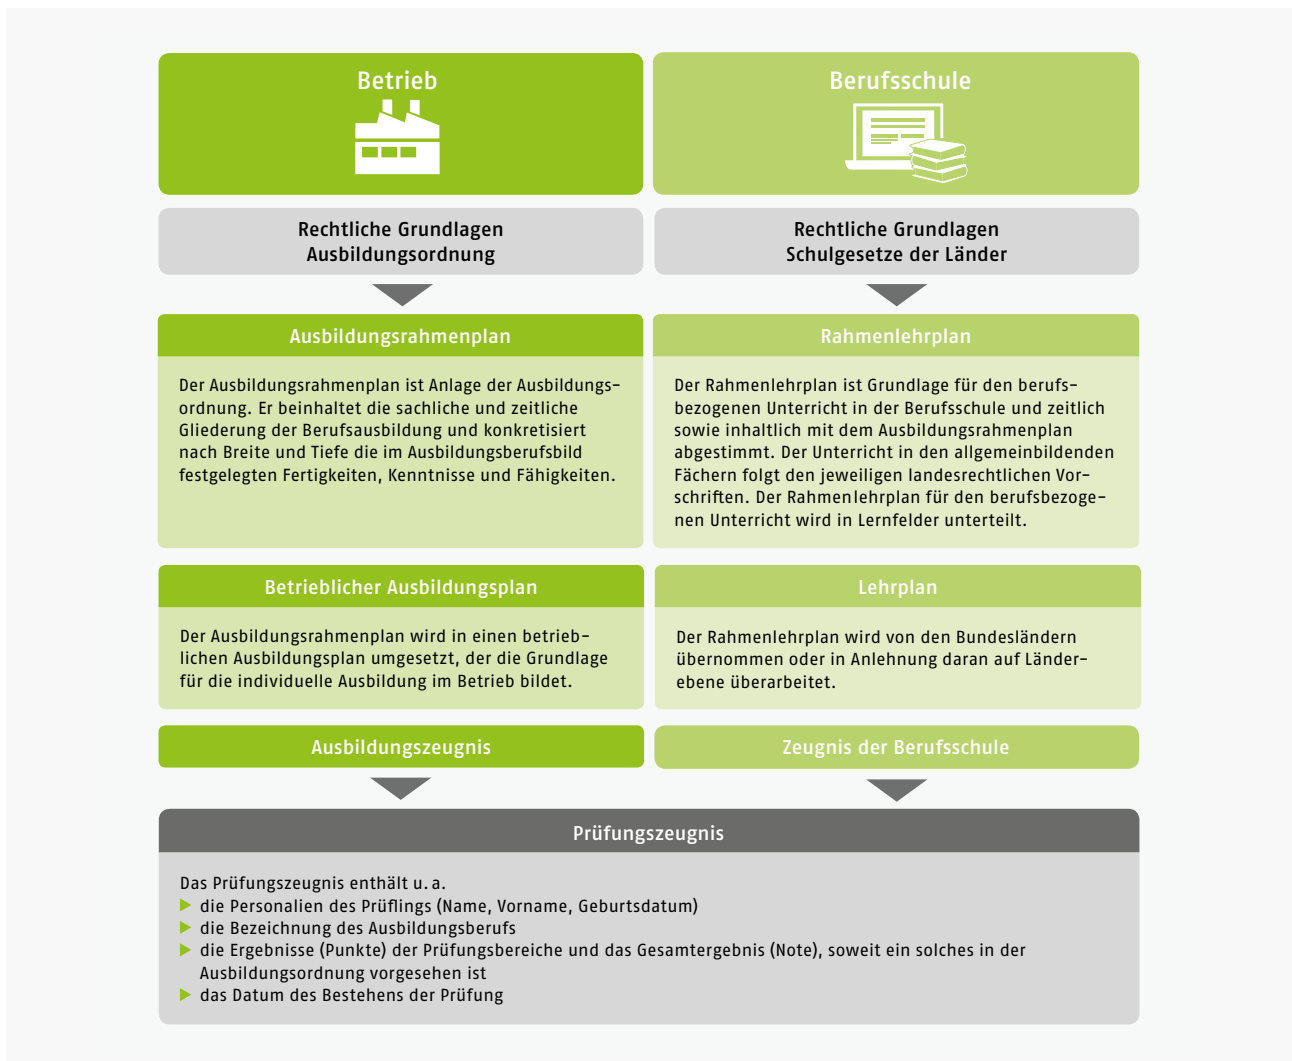 Betrieb
Berufsschule
Rechtliche Grundlagen
Ausbildungsordnung
Rechtliche Grundlagen
Schulgesetze der Länder
Ausbildungsrahmenplan
Der Ausbildungsrahmenplan ist Anlage der Ausbildungs-
ordnung. Er beinhaltet die sachliche und zeitliche
Gliederung der Berufsausbildung und konkretisiert
nach Breite und Tiefe die im Ausbildungsberufsbild
festgelegten Fertigkeiten, Kenntnisse und Fähigkeiten.
Rahmenlehrplan
Der Rahmenlehrplan ist Grundlage für den berufs-
bezogenen Unterricht in der Berufsschule und zeitlich
sowie inhaltlich mit dem Ausbildungsrahmenplan
abgestimmt. Der Unterricht in den allgemeinbildenden
Fächern folgt den jeweiligen landesrechtlichen Vor-
schriften. Der Rahmenlehrplan für den berufsbezoge-
nen Unterricht wird in Lernfelder unterteilt.
Betrieblicher Ausbildungsplan
Der Ausbildungsrahmenplan wird in einen betrieb-
lichen Ausbildungsplan umgesetzt, der die Grundlage
für die individuelle Ausbildung im Betrieb bildet.
Lehrplan
Der Rahmenlehrplan wird von den Bundesländern
übernommen oder in Anlehnung daran auf Länder-
ebene überarbeitet.
Ausbildungszeugnis
Zeugnis der Berufsschule
Prüfungszeugnis
Das Prüfungszeugnis enthält u. a.
▶ die Personalien des Prüflings (Name, Vorname, Geburtsdatum)
▶ die Bezeichnung des Ausbildungsberufs
▶ die Ergebnisse (Punkte) der Prüfungsbereiche und das Gesamtergebnis (Note), soweit ein solches in der
Ausbildungsordnung vorgesehen ist
▶ das Datum des Bestehens der Prüfung